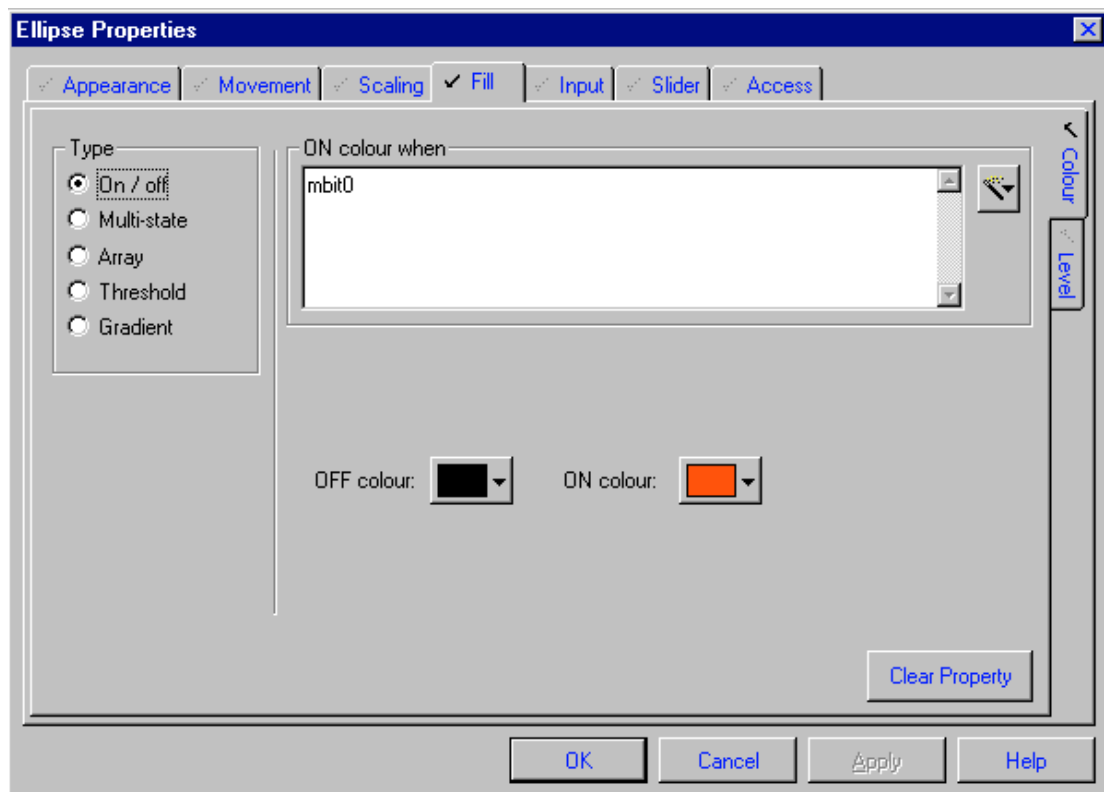 Ellipse Properties
Appearance Movement Scaling Fill Input Slider Access
Type
On / off
Multi-state
Array
Threshold
Gradient
ON colour when
mbit0
Colour
Level
OFF colour: ON colour:
Clear Property
OK Cancel Apply Help